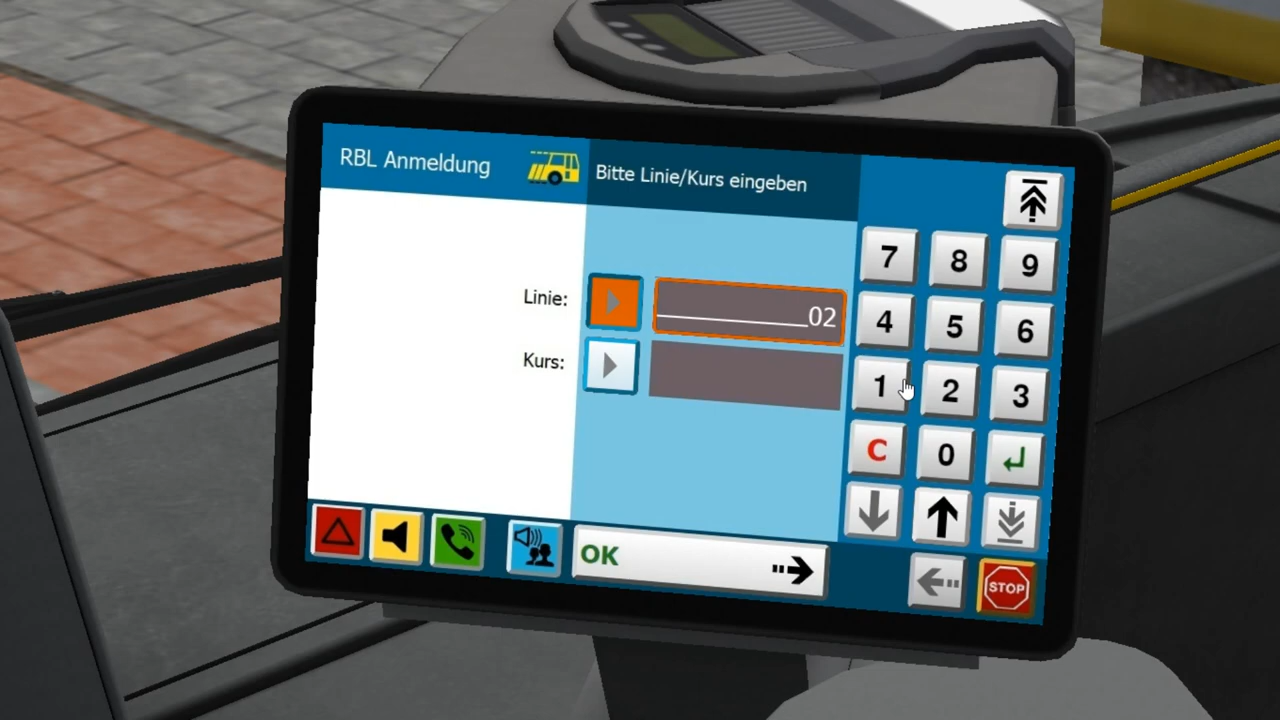 RBL Anmeldung
Bitte Linie/Kurs eingeben
Linie:
02
Kurs:
7 8 9
4 5 6
1 2 3
C 0
OK
STOP